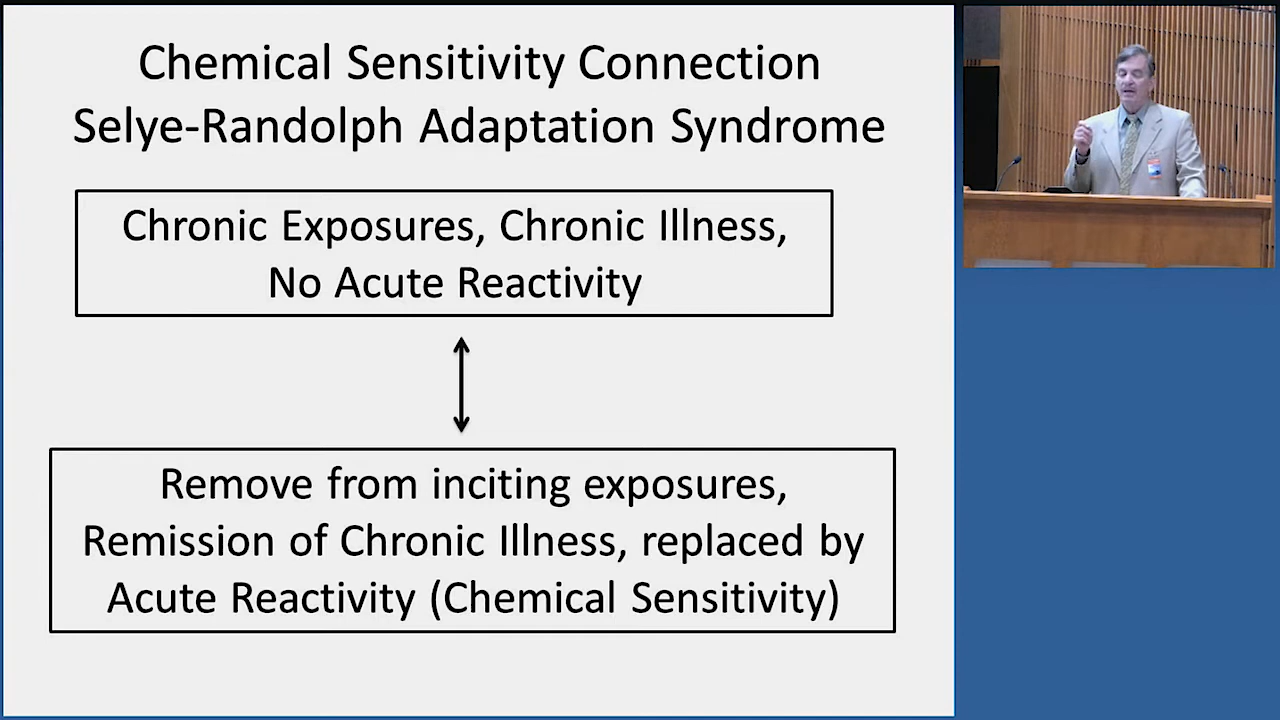 Chemical Sensitivity Connection
Selye-Randolph Adaptation Syndrome
Chronic Exposures, Chronic Illness,
No Acute Reactivity
Remove from inciting exposures,
Remission of Chronic Illness, replaced by
Acute Reactivity (Chemical Sensitivity)